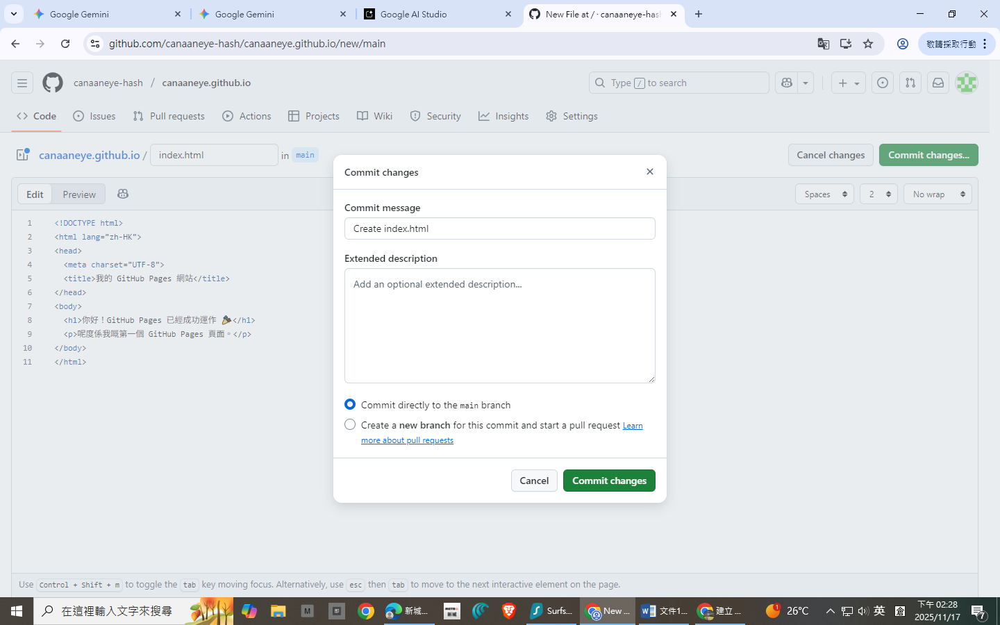 Google Gemini
Google Gemini
Google AI Studio
New File at / · canaaneye-hash
github.com/canaaneye-hash/canaaneye.github.io/new/main
敬請採取行動
canaaneye-hash / canaaneye.github.io
Type / to search
Code
Issues
Pull requests
Actions
Projects
Wiki
Security
Insights
Settings
canaaneye.github.io / index.html in main
Cancel changes
Commit changes...
Edit
Preview
Spaces
2
No wrap
1 <!DOCTYPE html>
2 <html lang="zh-HK">
3 <head>
4 <meta charset="UTF-8">
5 <title>我的 GitHub Pages 網站</title>
6 </head>
7 <body>
8 <h1>你好！GitHub Pages 已經成功運作 🎉</h1>
9 <p>呢度係我嘅第一個 GitHub Pages 頁面。</p>
10 </body>
11 </html>
Commit changes
Commit message
Create index.html
Extended description
Add an optional extended description...
Commit directly to the main branch
Create a new branch for this commit and start a pull request Learn
more about pull requests
Cancel
Commit changes
Use Control + Shift + m to toggle the tab key moving focus. Alternatively, use esc then tab to move to the next interactive element on the page.
在這裡輸入文字來搜尋
新城...
Surfs...
New ...
文件1...
建立 ...
1
26°C
英
倉
下午 02:28
2025/11/17
7